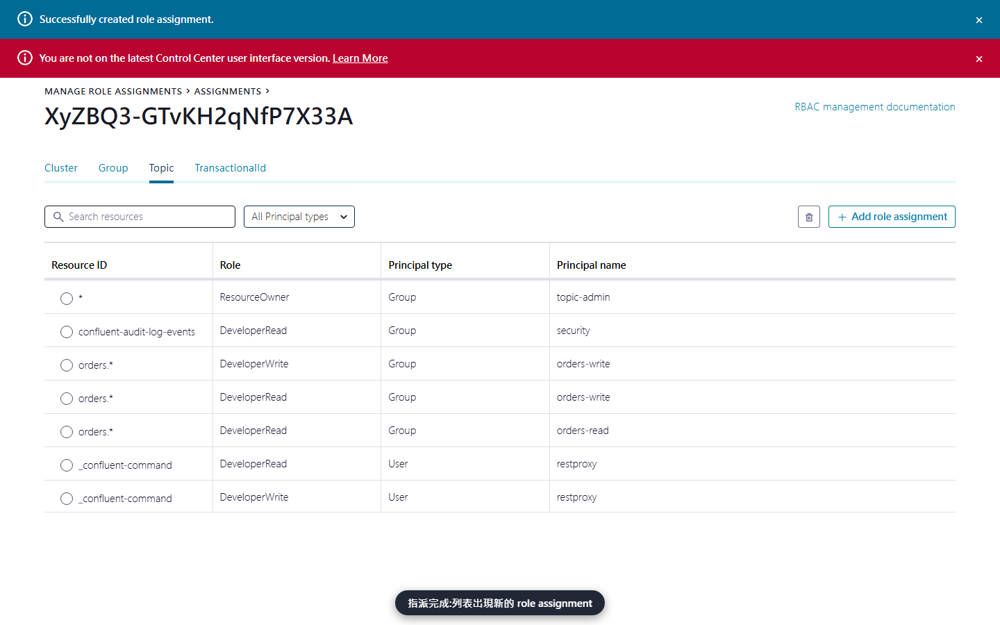 Successfully created role assignment.
You are not on the latest Control Center user interface version. Learn More
MANAGE ROLE ASSIGNMENTS > ASSIGNMENTS >
XyZBQ3-GTvKH2qNfP7X33A
RBAC management documentation
Cluster Group Topic TransactionalId
Search resources All Principal types + Add role assignment
Resource ID Role Principal type Principal name
* ResourceOwner Group topic-admin
confluent-audit-log-events DeveloperRead Group security
orders.* DeveloperWrite Group orders-write
orders.* DeveloperRead Group orders-write
orders.* DeveloperRead Group orders-read
_confluent-command DeveloperRead User restproxy
_confluent-command DeveloperWrite User restproxy
指派完成:列表出現新的 role assignment